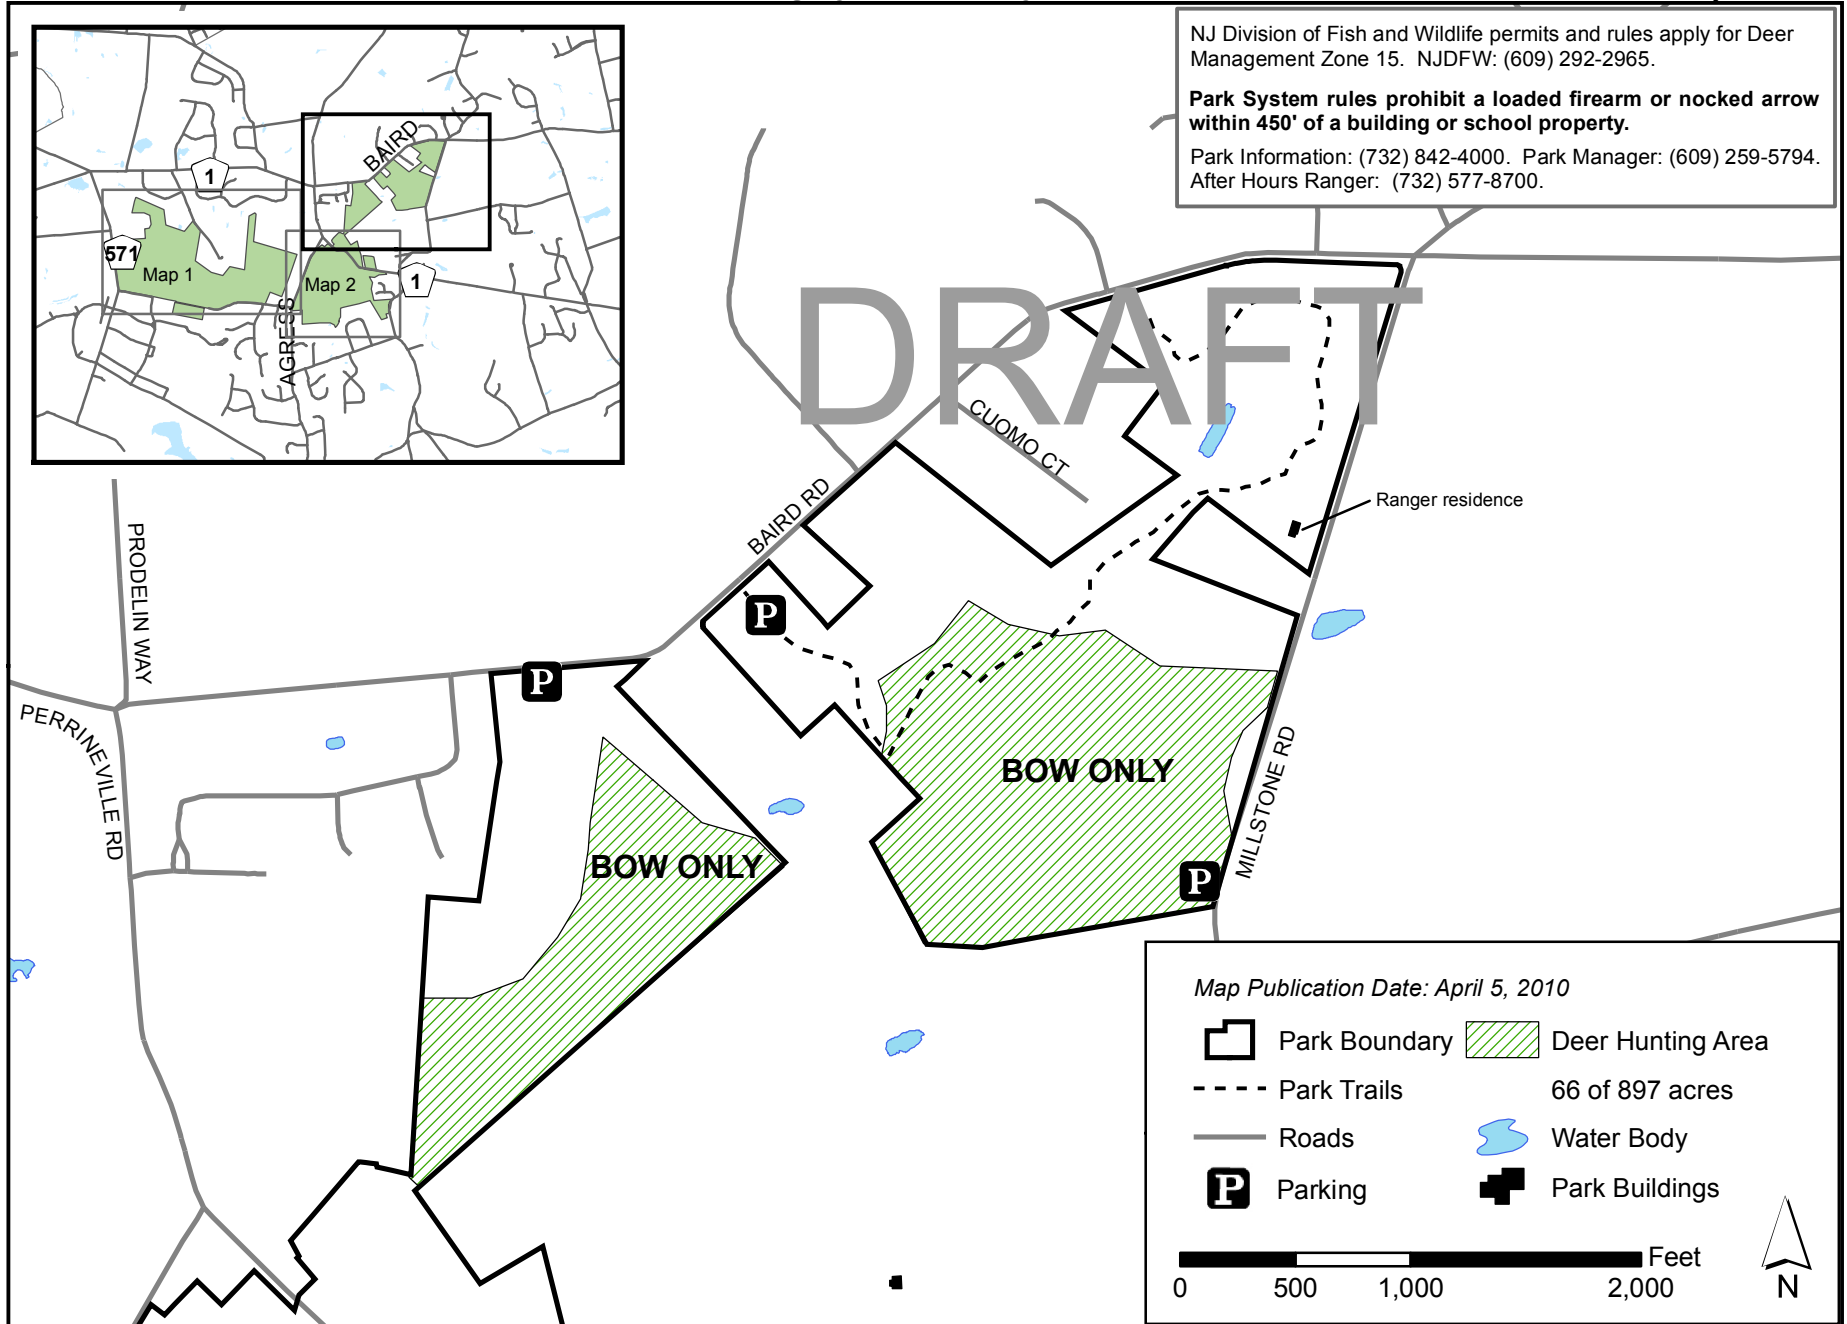 NJ Division of Fish and Wildlife permits and rules apply for Deer
Management Zone 15.  NJDFW: (609) 292-2965.
Park System rules prohibit a loaded firearm or nocked arrow
within 450' of a building or school property.
Park Information: (732) 842-4000.  Park Manager: (609) 259-5794.
After Hours Ranger:  (732) 577-8700.
BAIRD
1
571
Map 1
Map 2
1
AGRESS
DRAFT
CUOMO CT
BAIRD RD
Ranger residence
PRODELIN WAY
P
P
PERRINEVILLE RD
BOW ONLY
MILLSTONE RD
BOW ONLY
P
Map Publication Date: April 5, 2010
Park Boundary
Deer Hunting Area
Park Trails
66 of 897 acres
Roads
Water Body
P
Parking
Park Buildings
Feet
0
500
1,000
2,000
N